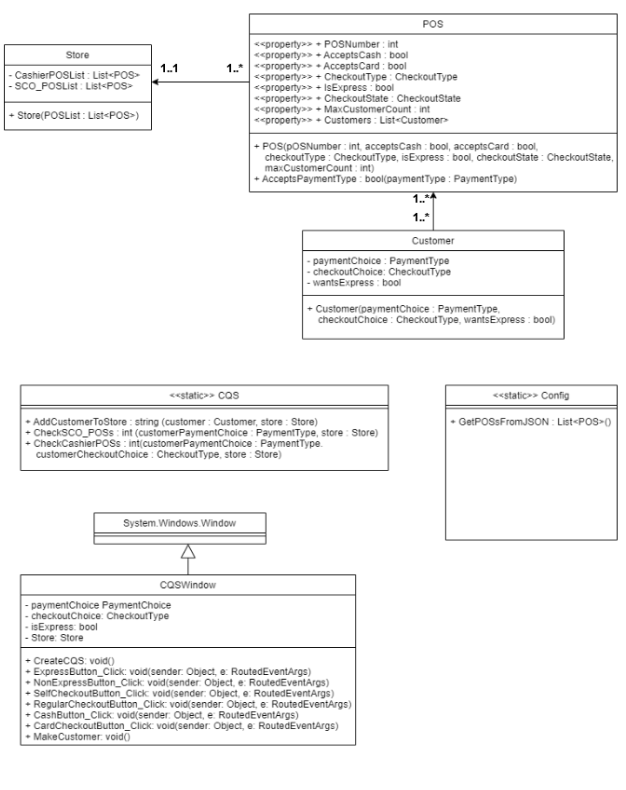 POS
<<property>> + POSNumber : int
<<property>> + AcceptsCash : bool
<<property>> + AcceptsCard : bool
<<property>> + CheckoutType : CheckoutType
<<property>> + IsExpress : bool
<<property>> + CheckoutState : CheckoutState
<<property>> + MaxCustomerCount : int
<<property>> + Customers : List<Customer>
+ POS(pOSNumber : int, acceptsCash : bool, acceptsCard : bool,
checkoutType : CheckoutType, isExpress : bool, checkoutState : CheckoutState,
maxCustomerCount : int)
+ AcceptsPaymentType : bool(paymentType : PaymentType)
Store
- CashierPOSList : List<POS>
- SCO_POSList : List<POS>
+ Store(POSList : List<POS>)
1..1
1..*
1..*
1..*
Customer
- paymentChoice : PaymentType
- checkoutChoice: CheckoutType
- wantsExpress : bool
+ Customer(paymentChoice : PaymentType,
checkoutChoice : CheckoutType, wantsExpress : bool)
<<static>> CQS
+ AddCustomerToStore : string (customer : Customer, store : Store)
+ CheckSCO_POSs : int (customerPaymentChoice : PaymentType, store : Store)
+ CheckCashierPOSs : int(customerPaymentChoice : PaymentType.
customerCheckoutChoice : CheckoutType, store : Store)
<<static>> Config
+ GetPOSsFromJSON : List<POS>()
System.Windows.Window
CQSWindow
- paymentChoice PaymentChoice
- checkoutChoice: CheckoutType
- isExpress: bool
- Store: Store
+ CreateCQS: void()
+ ExpressButton_Click: void(sender: Object, e: RoutedEventArgs)
+ NonExpressButton_Click: void(sender: Object, e: RoutedEventArgs)
+ SelfCheckoutButton_Click: void(sender: Object, e: RoutedEventArgs)
+ RegularCheckoutButton_Click: void(sender: Object, e: RoutedEventArgs)
+ CashButton_Click: void(sender: Object, e: RoutedEventArgs)
+ CardCheckoutButton_Click: void(sender: Object, e: RoutedEventArgs)
+ MakeCustomer: void()